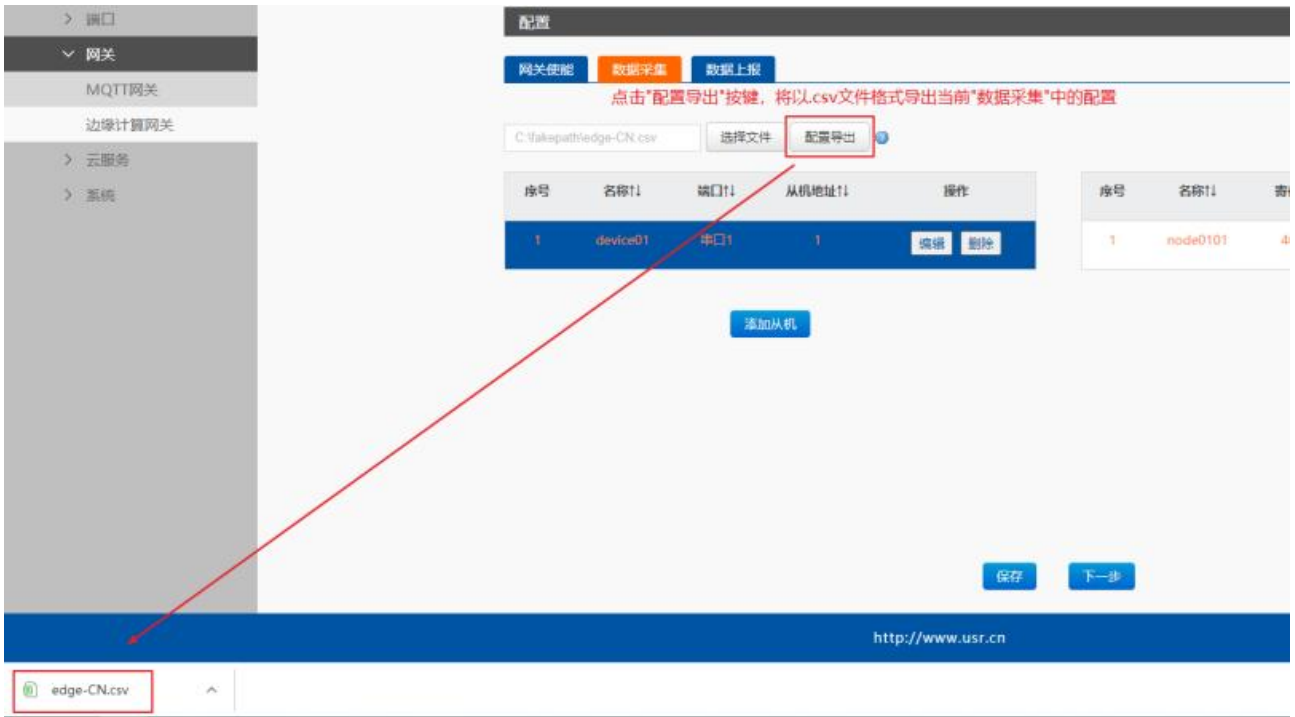 端口
网关
MQTT网关
边缘计算网关
云服务
系统
配置
网关使能 数据采集 数据上报
点击"配置导出"按键，将以.csv文件格式导出当前"数据采集"中的配置
C:\fakepath\edge-CN.csv 选择文件 配置导出
序号 名称↑↓ 端口↑↓ 从机地址↑↓ 操作 序号 名称↑↓
1 device01 串口1 1 编辑 删除 1 node0101
添加从机
保存 下一步
http://www.usr.cn
edge-CN.csv